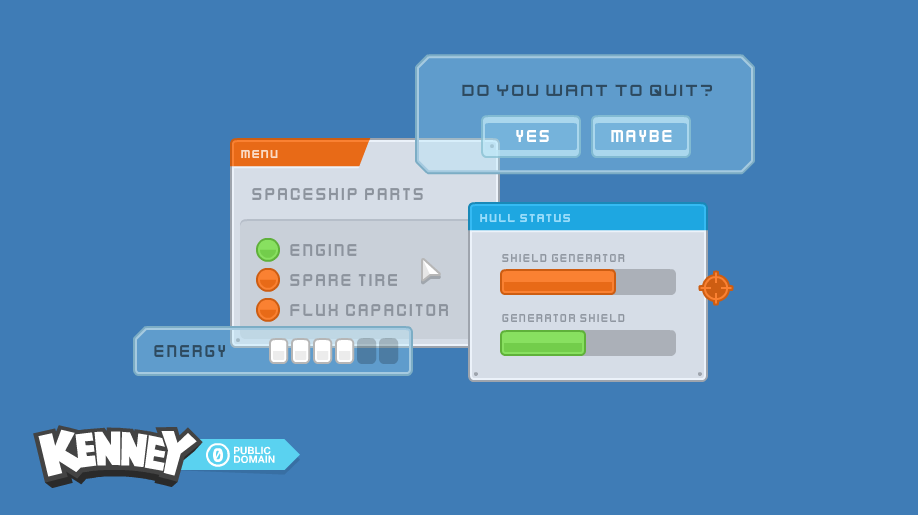 DO YOU WANT TO QUIT?
YES
MAYBE
MENU
SPACESHIP PARTS
ENGINE
SPARE TIRE
FLUX CAPACITOR
HULL STATUS
SHIELD GENERATOR
GENERATOR SHIELD
ENERGY
KENNEY
0
PUBLIC
DOMAIN